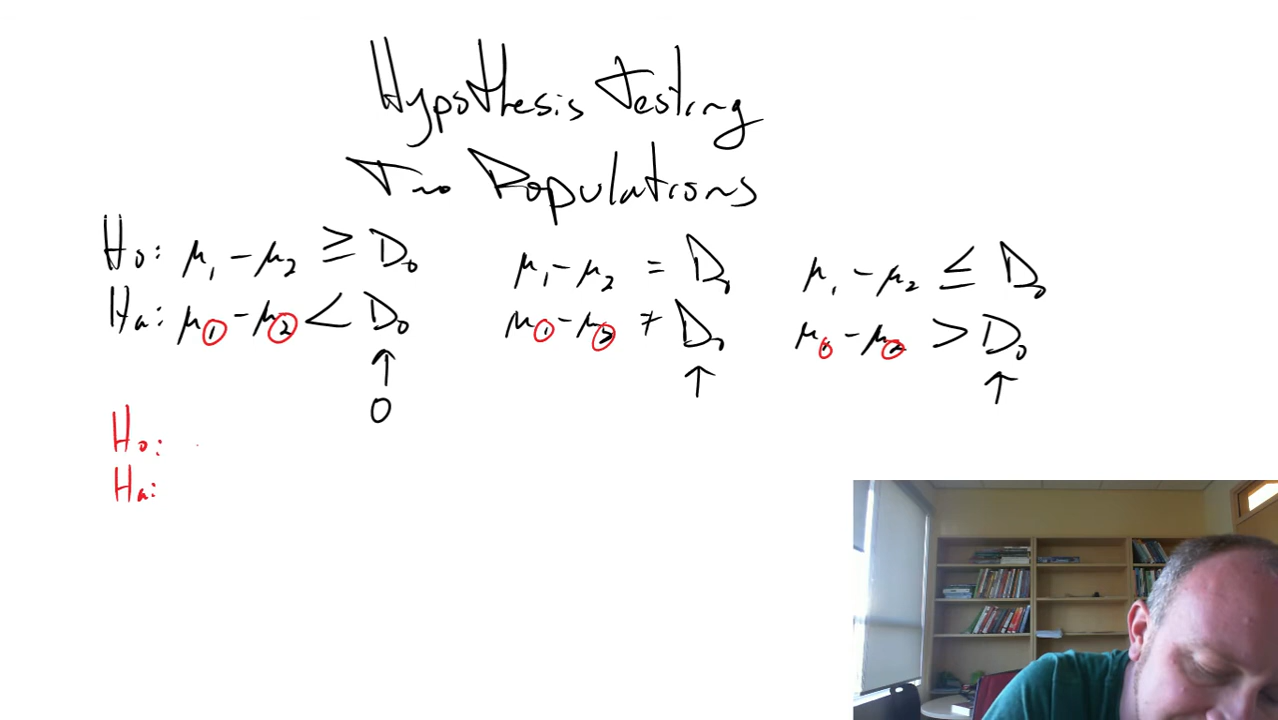 Hypothesis Testing
Two Populations
H₀: μ₁ - μ₂ ≥ D₀ μ₁ - μ₂ = D₀ μ₁ - μ₂ ≤ D₀
Hₐ: μ₁ - μ₂ < D₀ μ₁ - μ₂ ≠ D₀ μ₁ - μ₂ > D₀
↑ ↑ ↑
0
H₀:
Hₐ: